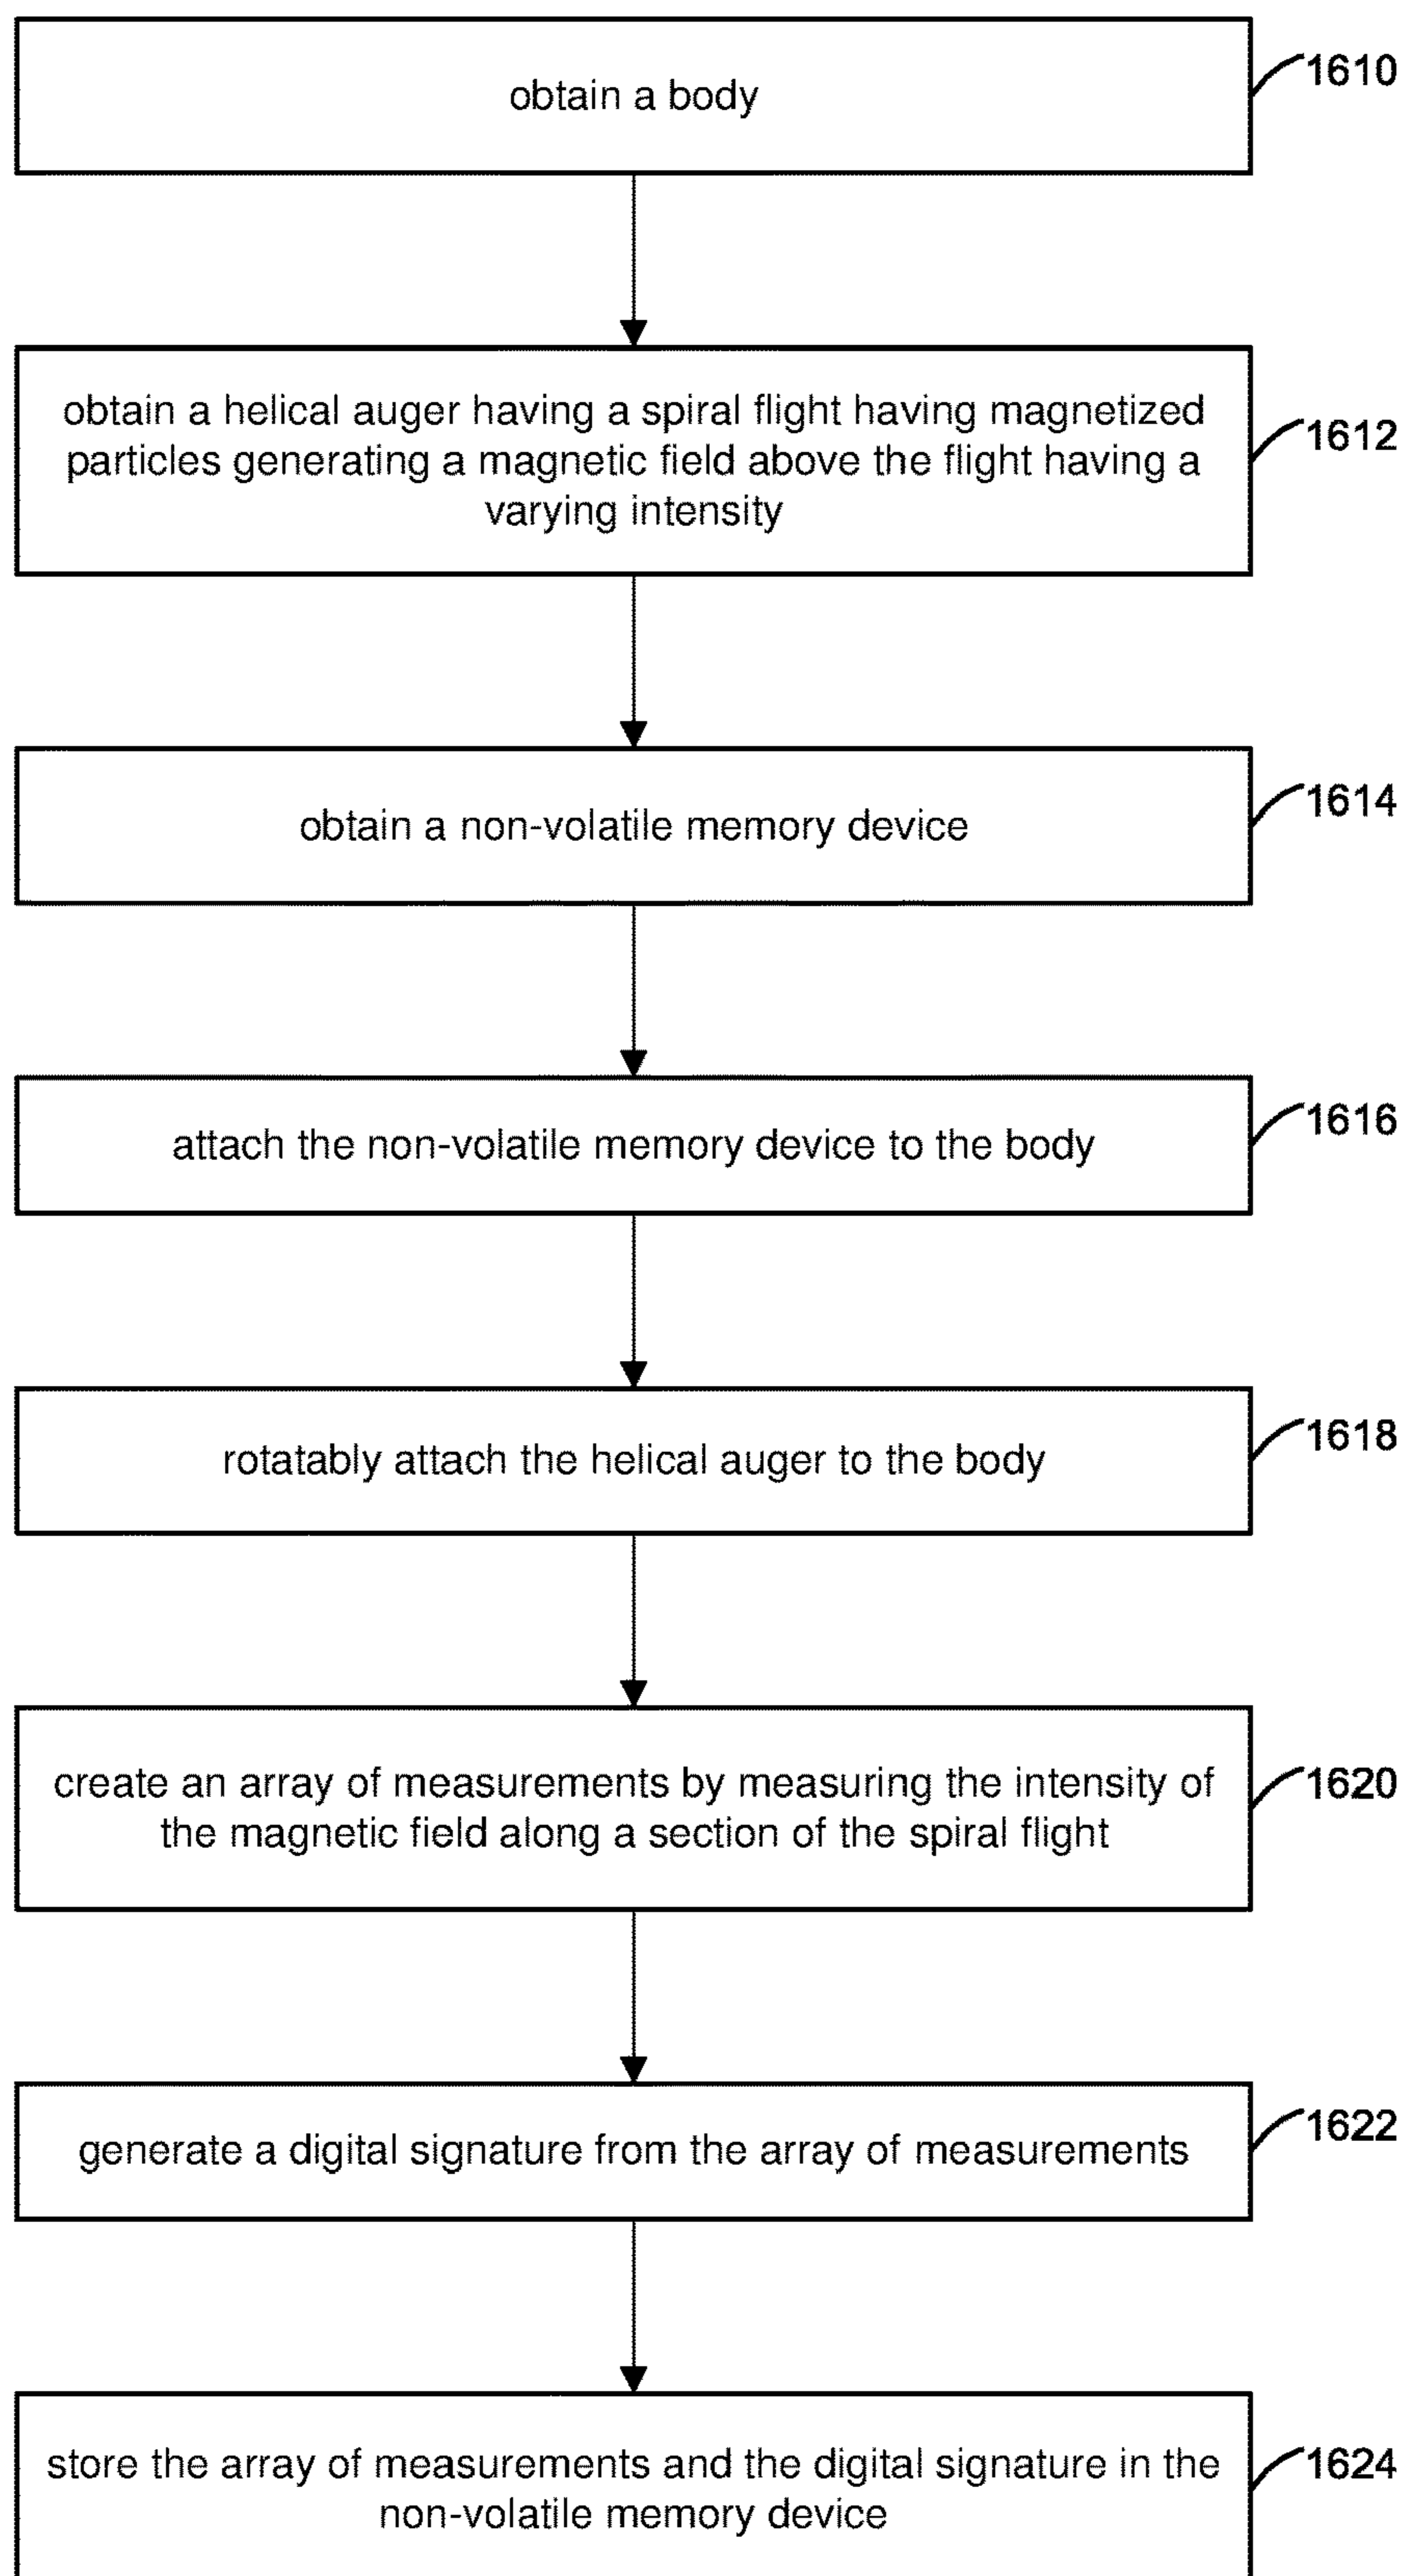 obtain a body
1610
obtain a helical auger having a spiral flight having magnetized
particles generating a magnetic field above the flight having a
varying intensity
1612
obtain a non-volatile memory device
1614
attach the non-volatile memory device to the body
1616
rotatably attach the helical auger to the body
1618
create an array of measurements by measuring the intensity of
the magnetic field along a section of the spiral flight
1620
generate a digital signature from the array of measurements
1622
store the array of measurements and the digital signature in the
non-volatile memory device
1624